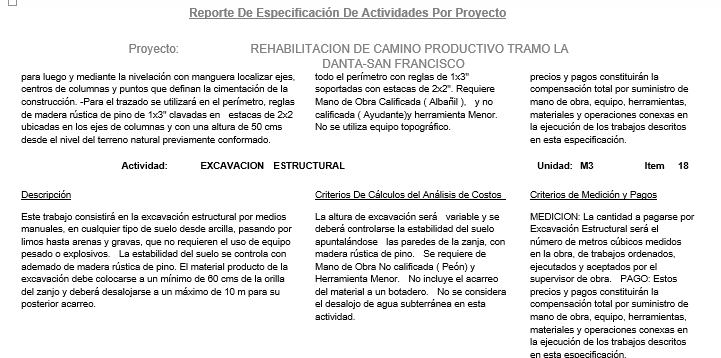 Reporte De Especificación De Actividades Por Proyecto
Proyecto: REHABILITACION DE CAMINO PRODUCTIVO TRAMO LA
DANTA-SAN FRANCISCO
para luego y mediante la nivelación con manguera localizar ejes,
centros de columnas y puntos que definan la cimentación de la
construcción. -Para el trazado se utilizará en el perímetro, reglas
de madera rústica de pino de 1x3" clavadas en estacas de 2x2
ubicadas en los ejes de columnas y con una altura de 50 cms
desde el nivel del terreno natural previamente conformado.
todo el perímetro con reglas de 1x3"
soportadas con estacas de 2x2". Requiere
Mano de Obra Calificada ( Albañil ), y no
calificada ( Ayudante)y herramienta Menor.
No se utiliza equipo topográfico.
precios y pagos constituirán la
compensación total por suministro de
mano de obra, equipo, herramientas,
materiales y operaciones conexas en
la ejecución de los trabajos descritos
en esta especificación.
Actividad: EXCAVACION ESTRUCTURAL Unidad: M3 Item 18
Descripción
Este trabajo consistirá en la excavación estructural por medios
manuales, en cualquier tipo de suelo desde arcilla, pasando por
limos hasta arenas y gravas, que no requieren el uso de equipo
pesado o explosivos. La estabilidad del suelo se controla con
ademado de madera rústica de pino. El material producto de la
excavación debe colocarse a un mínimo de 60 cms de la orilla
del zanjo y deberá desalojarse a un máximo de 10 m para su
posterior acarreo.
Criterios De Cálculos del Análisis de Costos
La altura de excavación será variable y se
deberá controlarse la estabilidad del suelo
apuntalándose las paredes de la zanja, con
madera rústica de pino. Se requiere de
Mano de Obra No calificada ( Peón) y
Herramienta Menor. No incluye el acarreo
del material a un botadero. No se considera
el desalojo de agua subterránea en esta
actividad.
Criterios de Medición y Pagos
MEDICION: La cantidad a pagarse por
Excavación Estructural será el
número de metros cúbicos medidos
en la obra, de trabajos ordenados,
ejecutados y aceptados por el
supervisor de obra. PAGO: Estos
precios y pagos constituirán la
compensación total por suministro de
mano de obra, equipo, herramientas,
materiales y operaciones conexas en
la ejecución de los trabajos descritos
en esta especificación.